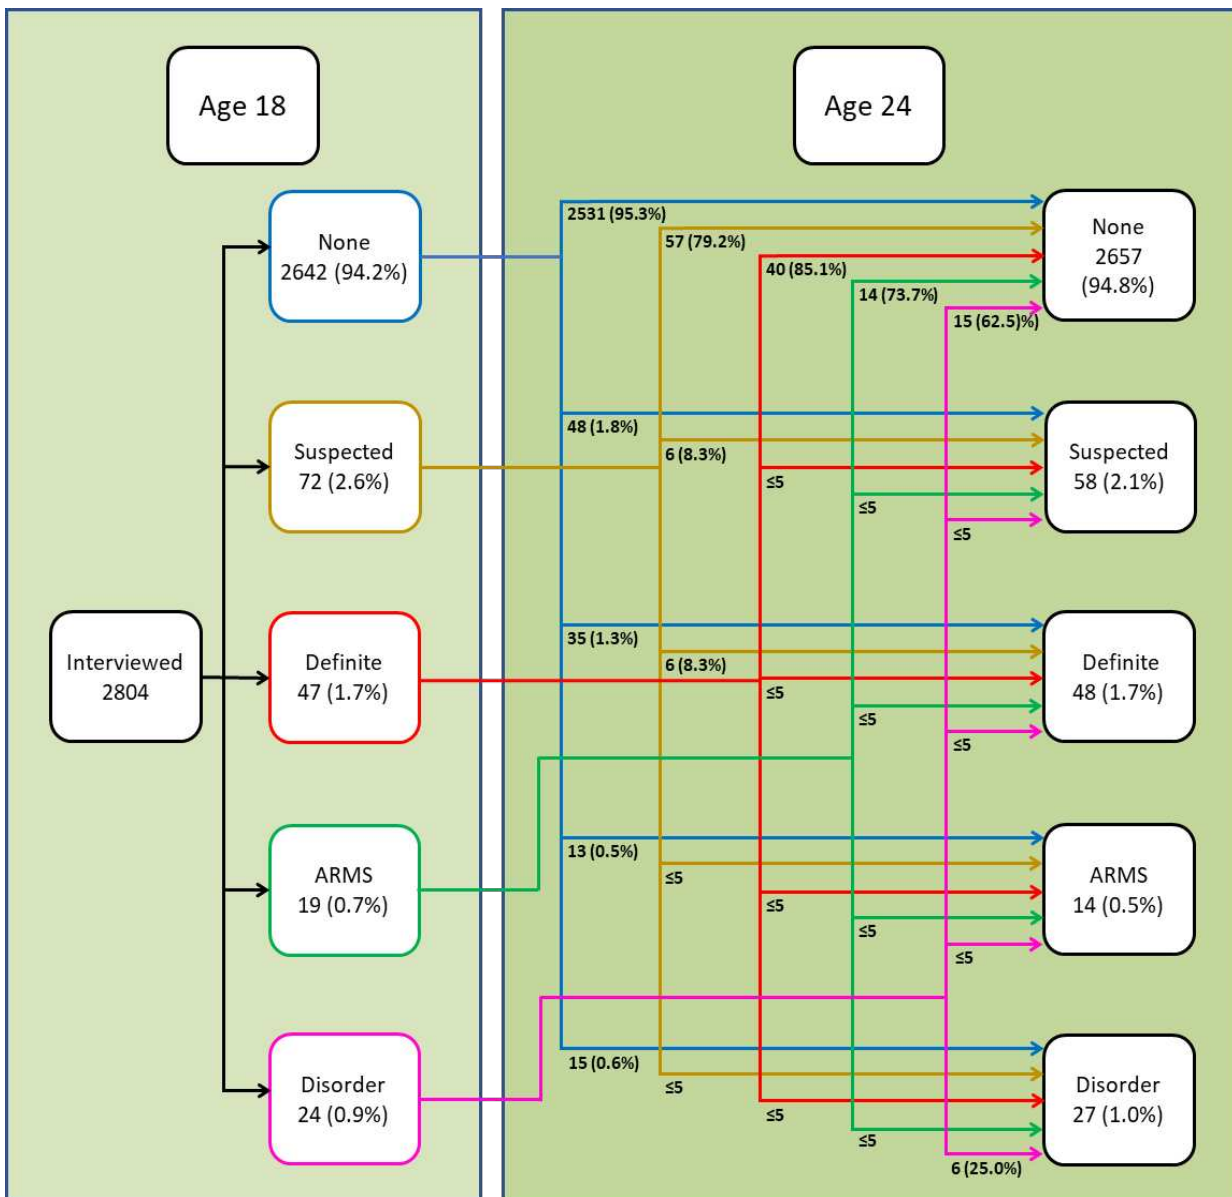 Age 18
Age 24
None
2642 (94.2%)
Suspected
72 (2.6%)
Interviewed
2804
Definite
47 (1.7%)
ARMS
19 (0.7%)
Disorder
24 (0.9%)
2531 (95.3%)
57 (79.2%)
40 (85.1%)
14 (73.7%)
15 (62.5)%)
None
2657
(94.8%)
48 (1.8%)
6 (8.3%)
≤5
≤5
≤5
Suspected
58 (2.1%)
35 (1.3%)
6 (8.3%)
≤5
≤5
≤5
Definite
48 (1.7%)
13 (0.5%)
≤5
≤5
≤5
≤5
ARMS
14 (0.5%)
15 (0.6%)
≤5
≤5
≤5
6 (25.0%)
Disorder
27 (1.0%)